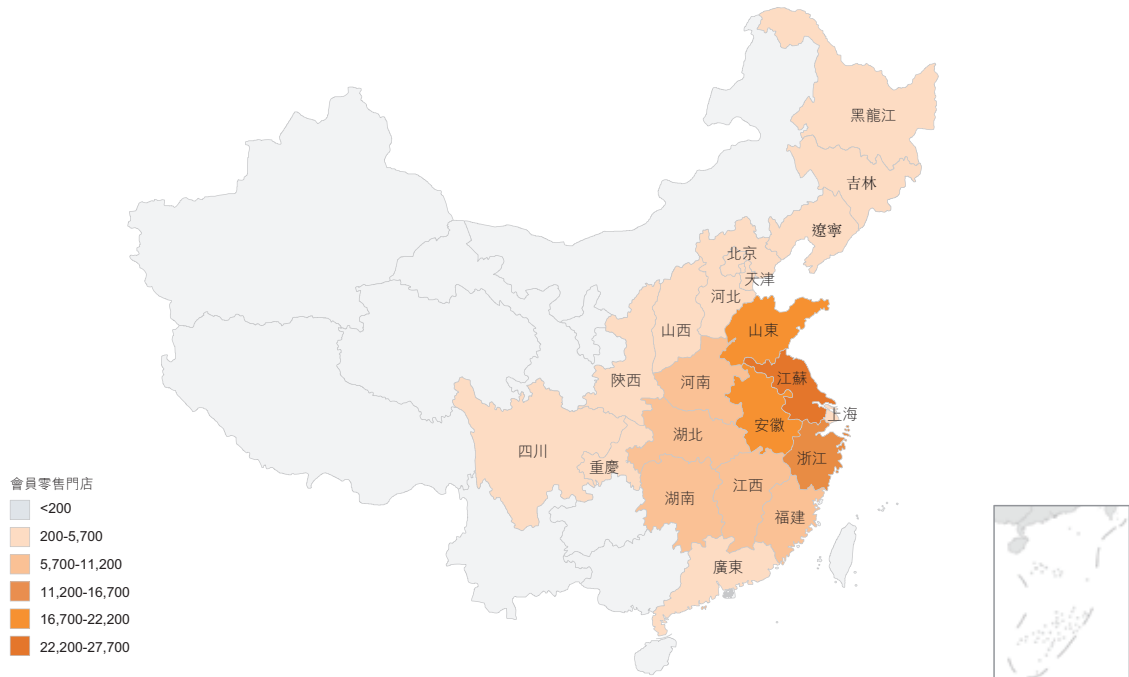 黑龍江
吉林
遼寧
北京
天津
河北
山西
山東
陝西
河南
江蘇
上海
安徽
湖北
四川
重慶
浙江
江西
湖南
福建
廣東
會員零售門店
<200
200-5,700
5,700-11,200
11,200-16,700
16,700-22,200
22,200-27,700